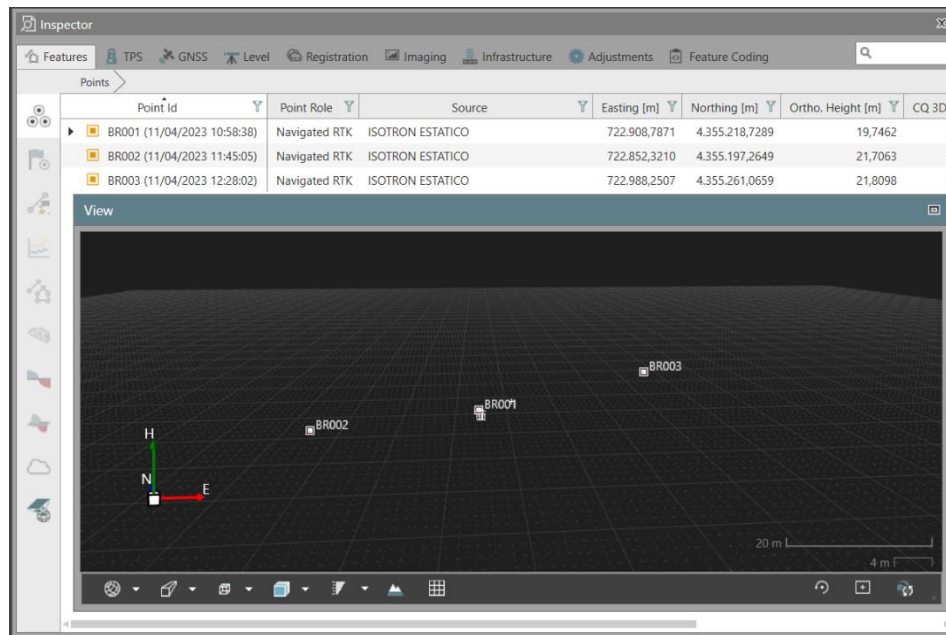 Inspector
Features TPS GNSS Level Registration Imaging Infrastructure Adjustments Feature Coding
Points
Point Id Point Role Source Easting [m] Northing [m] Ortho. Height [m] CQ 3D
BR001 (11/04/2023 10:58:38) Navigated RTK ISOTRON ESTATICO 722.908,7871 4.355.218,7289 19,7462
BR002 (11/04/2023 11:45:05) Navigated RTK ISOTRON ESTATICO 722.852,3210 4.355.197,2649 21,7063
BR003 (11/04/2023 12:28:02) Navigated RTK ISOTRON ESTATICO 722.988,2507 4.355.261,0659 21,8098
View
BR003
BR001
BR002
H
N
E
20 m
4 m